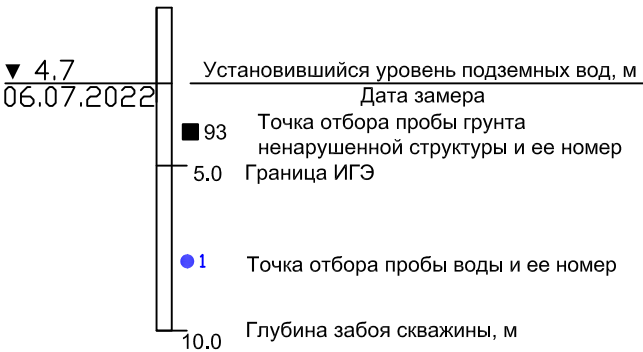 ▼ 4.7 Установившийся уровень подземных вод, м
06.07.2022 Дата замера
93 Точка отбора пробы грунта
ненарушенной структуры и ее номер
5.0 Граница ИГЭ
1 Точка отбора пробы воды и ее номер
10.0 Глубина забоя скважины, м